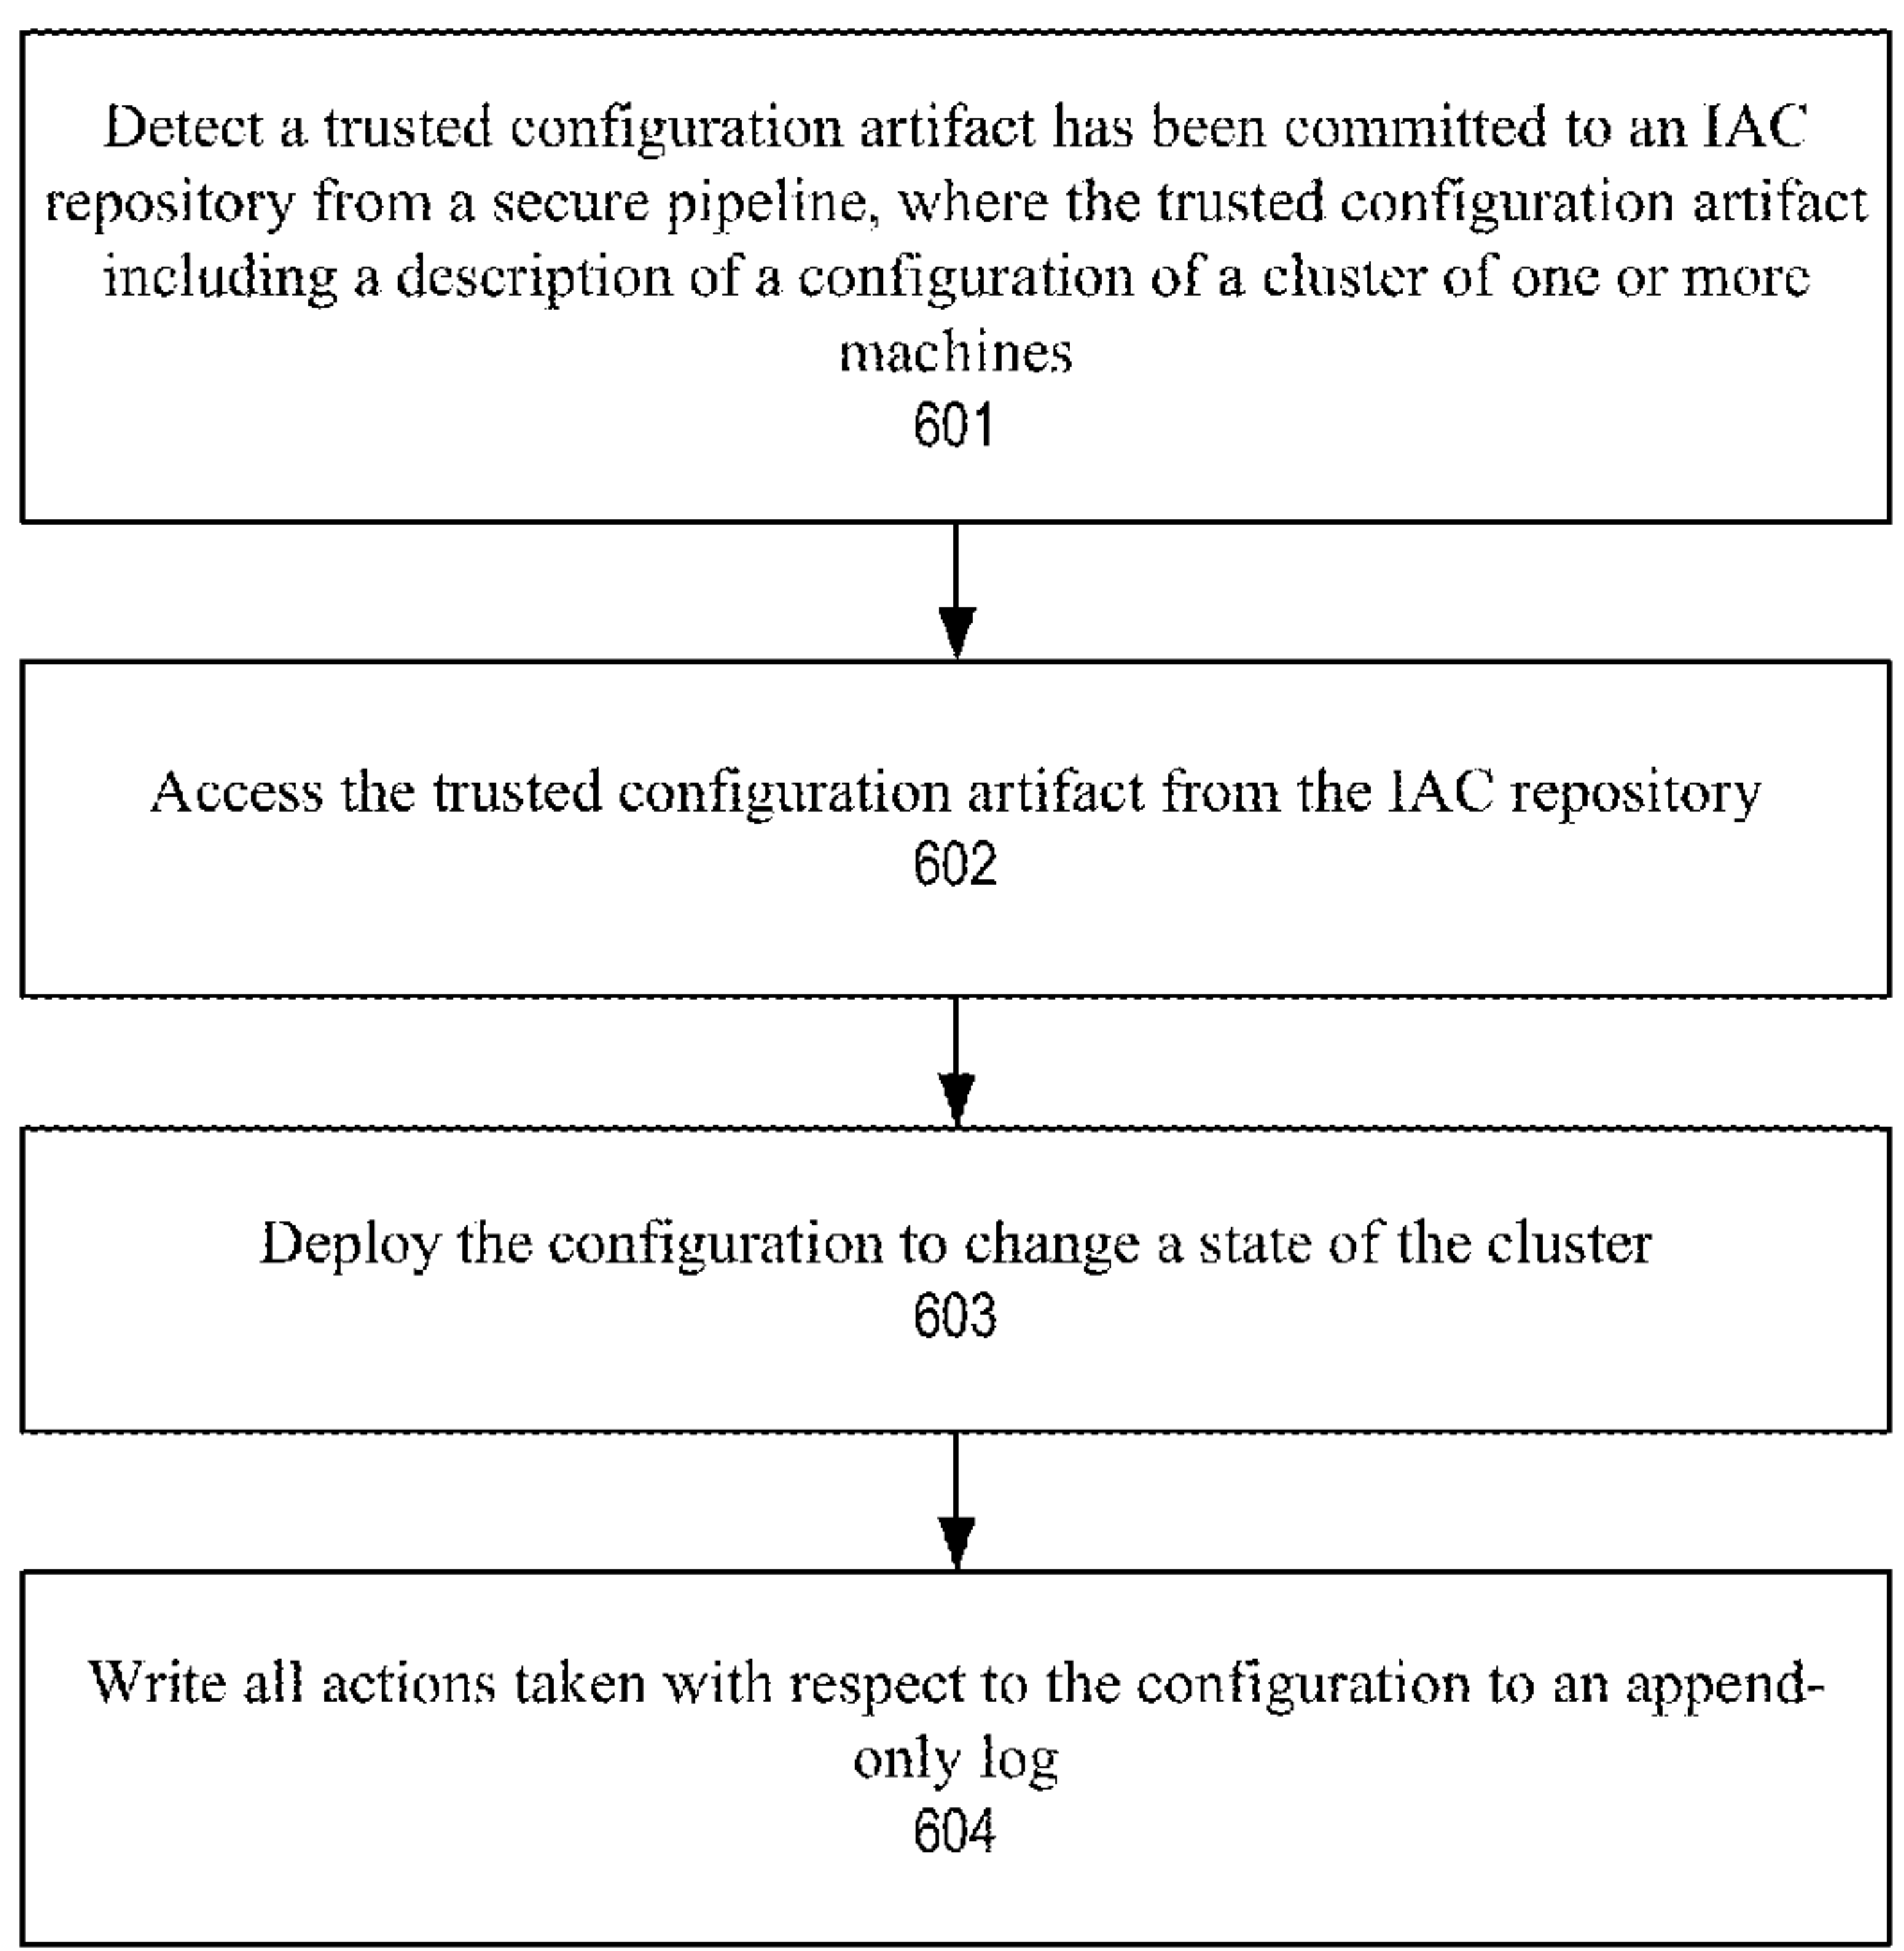 Detect a trusted configuration artifact has been committed to an IAC
repository from a secure pipeline, where the trusted configuration artifact
including a description of a configuration of a cluster of one or more
machines
601
Access the trusted configuration artifact from the IAC repository
602
Deploy the configuration to change a state of the cluster
603
Write all actions taken with respect to the configuration to an append-
only log
604